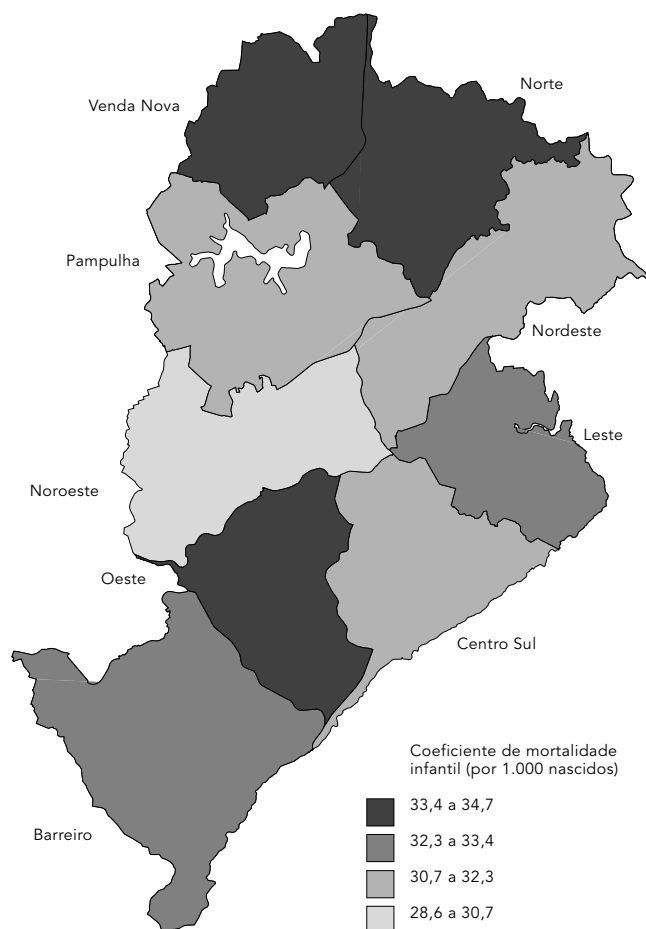 Norte
Venda Nova
Pampulha
Nordeste
Leste
Noroeste
Oeste
Centro Sul
Barreiro
Coeficiente de mortalidade
infantil (por 1.000 nascidos)
33,4 a 34,7
32,3 a 33,4
30,7 a 32,3
28,6 a 30,7